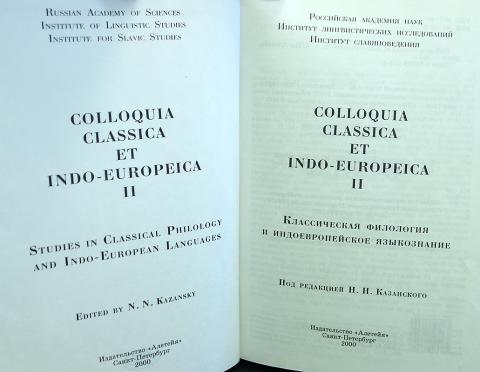 Russian Academy of Sciences
Institute of Linguistic Studies
Institute for Slavic Studies
COLLOQUIA
CLASSICA
ET
INDO-EUROPEICA
II
Studies in Classical Philology
and Indo-European Languages
Edited by N. N. Kazansky
Издательство «Алетейя»
Санкт-Петербург
2000
Российская академия наук
Институт лингвистических исследований
Институт славяноведения
COLLOQUIA
CLASSICA
ET
INDO-EUROPEICA
II
Классическая филология
и индоевропейское языкознание
Под редакцией Н. Н. Казанского
Издательство «Алетейя»
Санкт-Петербург
2000